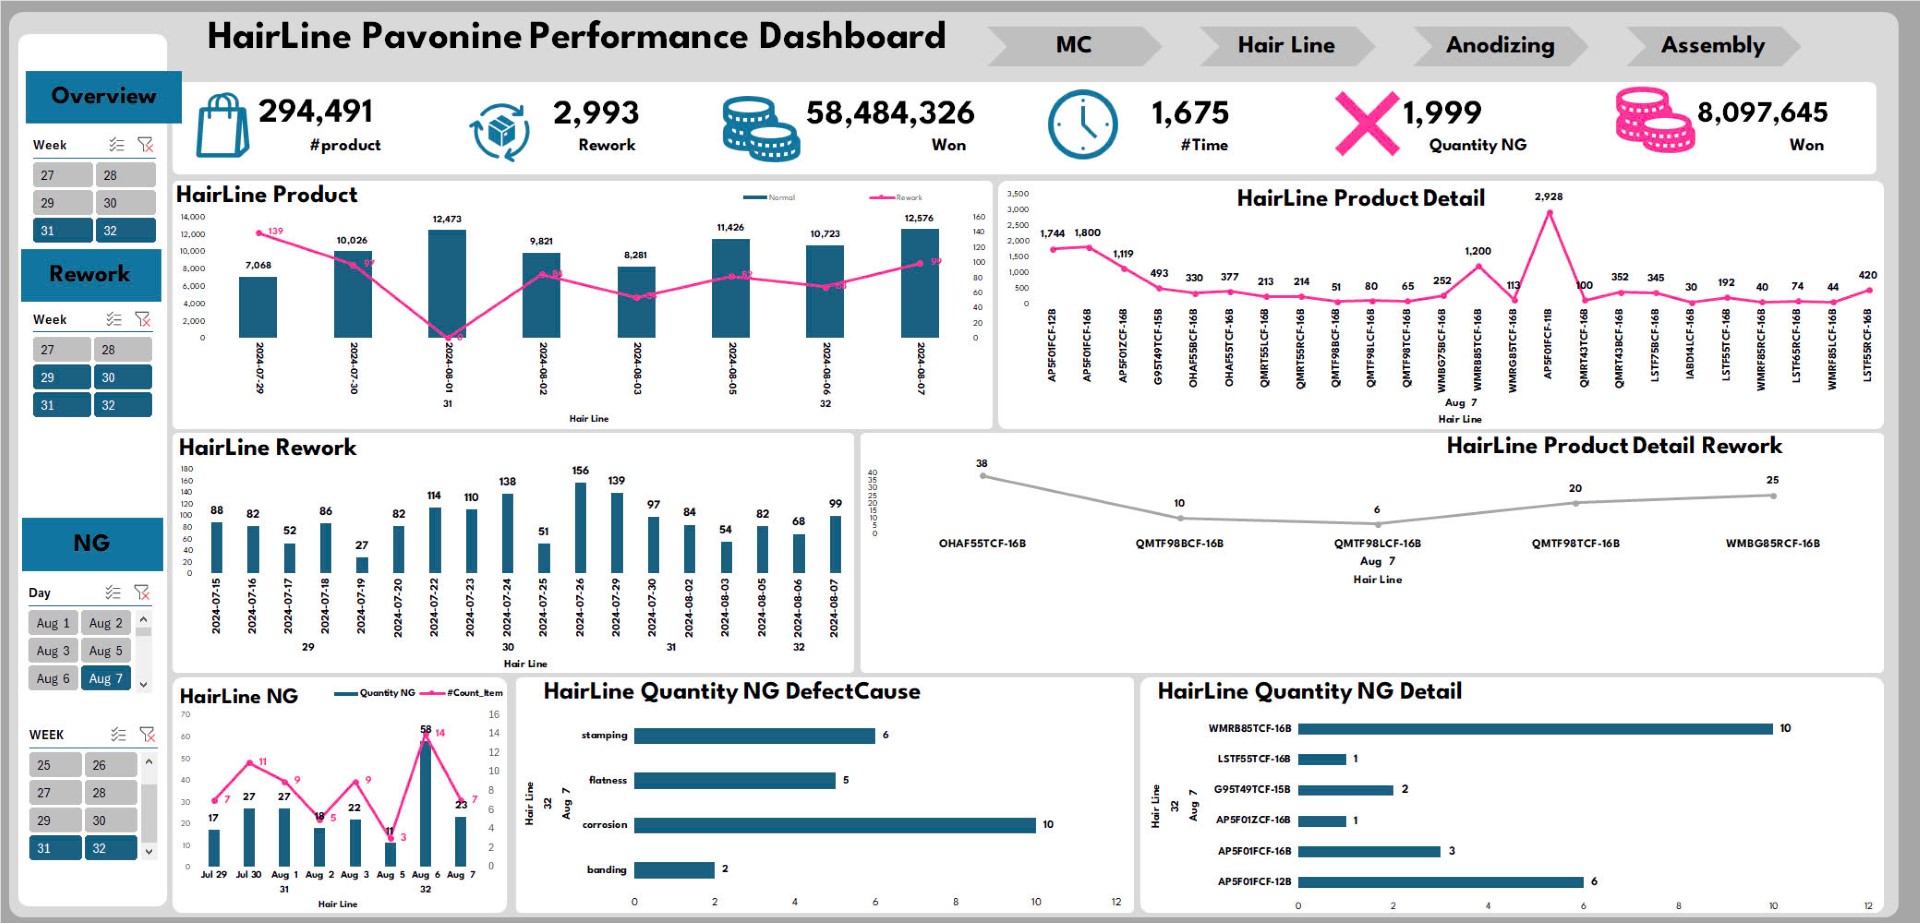 HairLine Pavonine Performance Dashboard
MC
Hair Line
Anodizing
Assembly
Overview
294,491
#product
2,993
Rework
58,484,326
Won
1,675
#Time
1,999
Quantity NG
8,097,645
Won
Week
27 28
29 30
31 32
Rework
Week
27 28
29 30
31 32
NG
Day
Aug 1 Aug 2
Aug 3 Aug 5
Aug 6 Aug 7
WEEK
25 26
27 28
29 30
31 32
HairLine Product
Normal Rework
14,000
12,000
10,000
8,000
6,000
4,000
2,000
0
160
140
120
100
80
60
40
20
0
7,068 10,026 12,473 9,821 8,281 11,426 10,723 12,576
139 97 0 84 54 82 68 99
2024-07-29 2024-07-30 2024-08-01 2024-08-02 2024-08-03 2024-08-05 2024-08-06 2024-08-07
31 32
Hair Line
HairLine Product Detail
3,500
3,000
2,500
2,000
1,500
1,000
500
0
1,744 1,800 1,119 493 330 377 213 214 51 80 65 252 1,200 113 2,928 100 352 345 30 192 40 74 44 420
AP5F01FCF-12B AP5F01FCF-16B AP5F01ZCF-16B G95T49TCF-15B OHAF55BCF-16B OHAF55TCF-16B QMRT55LCF-16B QMRT55RCF-16B QMTF98BCF-16B QMTF98LCF-16B QMTF98TCF-16B WMBG75BCF-16B WMRB85TCF-16B WMRG85TCF-16B AP5F01FCF-11B QMRT43TCF-16B QMRT43BCF-16B LST75BCF-16B IABD14LCF-16B LSTF55TCF-16B WMRF85RCF-16B LSTF65RCF-16B WMRF85LCF-16B LSTF55RCF-16B
Aug 7
Hair Line
HairLine Rework
180
160
140
120
100
80
60
40
20
0
88 82 52 86 27 82 114 110 138 51 156 139 97 84 54 82 68 99
2024-07-15 2024-07-16 2024-07-17 2024-07-18 2024-07-19 2024-07-20 2024-07-22 2024-07-23 2024-07-24 2024-07-25 2024-07-26 2024-07-29 2024-07-30 2024-08-02 2024-08-03 2024-08-05 2024-08-06 2024-08-07
29 30 31 32
Hair Line
HairLine Product Detail Rework
40
35
30
25
20
15
10
5
0
38 10 6 20 25
OHAF55TCF-16B QMTF98BCF-16B QMTF98LCF-16B QMTF98TCF-16B WMBG85RCF-16B
Aug 7
Hair Line
HairLine NG
Quantity NG #Count_Item
70
60
50
40
30
20
10
0
16
14
12
10
8
6
4
2
0
17 27 27 18 22 11 58 23
7 11 9 5 9 3 14 7
Jul 29 Jul 30 Aug 1 Aug 2 Aug 3 Aug 5 Aug 6 Aug 7
31 32
Hair Line
HairLine Quantity NG DefectCause
Hair Line
32
Aug 7
stamping 6
flatness 5
corrosion 10
banding 2
0 2 4 6 8 10 12
HairLine Quantity NG Detail
Hair Line
32
Aug 7
WMRB85TCF-16B 10
LSTF55TCF-16B 1
G95T49TCF-15B 2
AP5F01ZCF-16B 1
AP5F01FCF-16B 3
AP5F01FCF-12B 6
0 2 4 6 8 10 12